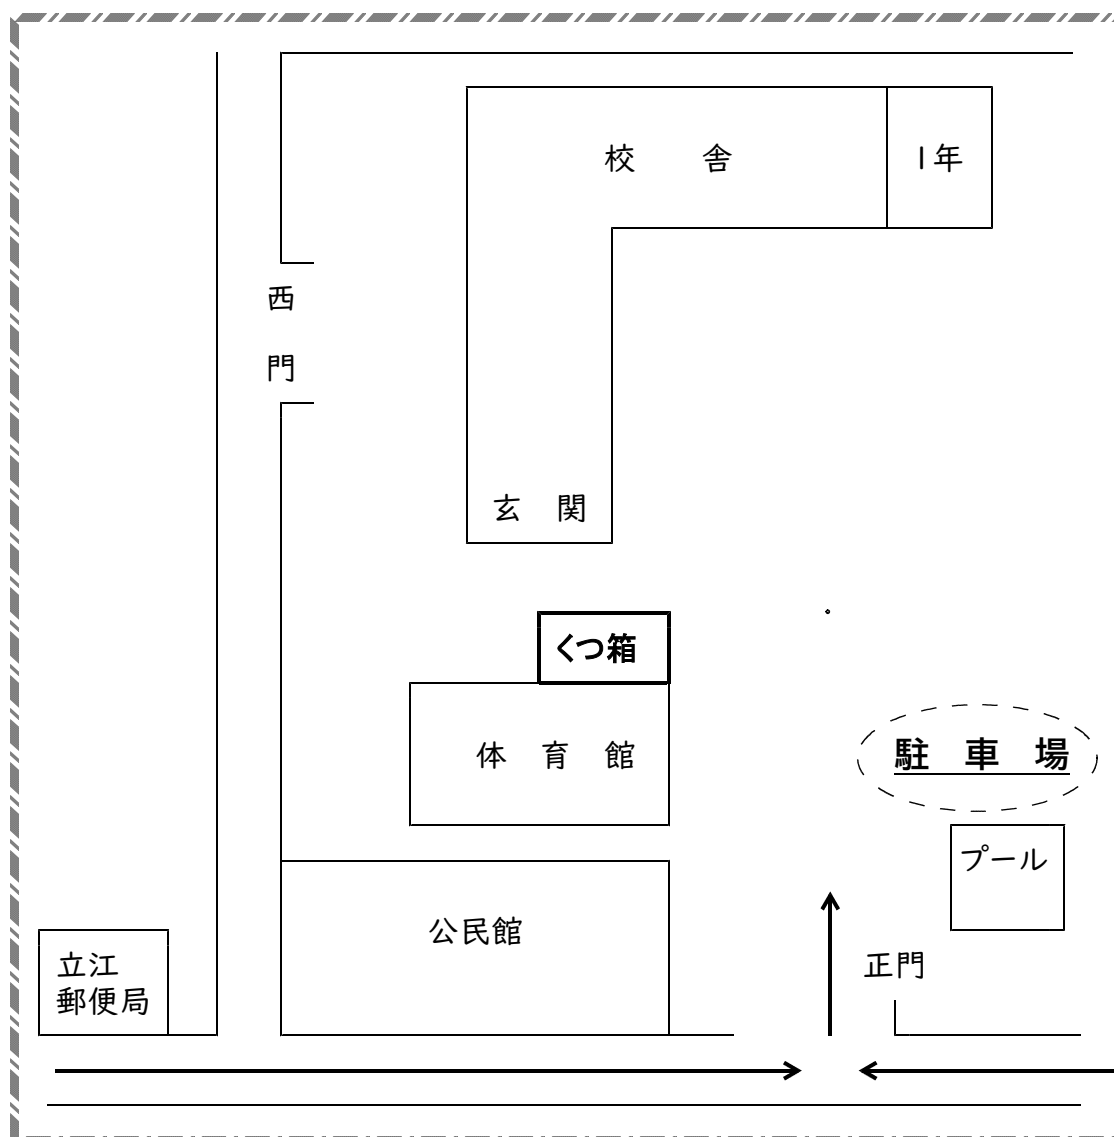 校　舎
1年
西
門
玄　関
くつ箱
体　育　館
駐　車　場
プール
公民館
立江
郵便局
正門